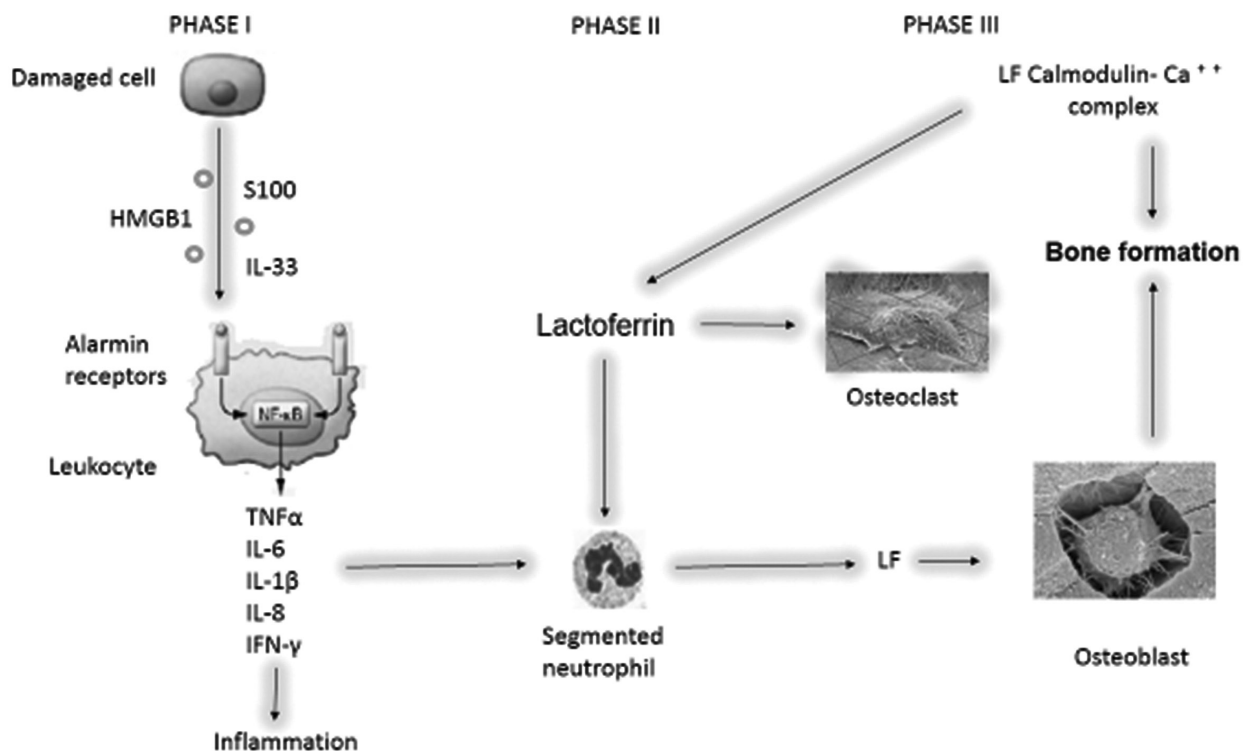 PHASE I
PHASE II
PHASE III
Damaged cell
S100
HMGB1
IL-33
Alarmin
receptors
NF-κB
Leukocyte
TNFα
IL-6
IL-1β
IL-8
IFN-γ
Inflammation
Lactoferrin
Segmented
neutrophil
LF Calmodulin- Ca ⁺ ⁺
complex
Bone formation
Osteoclast
LF
Osteoblast